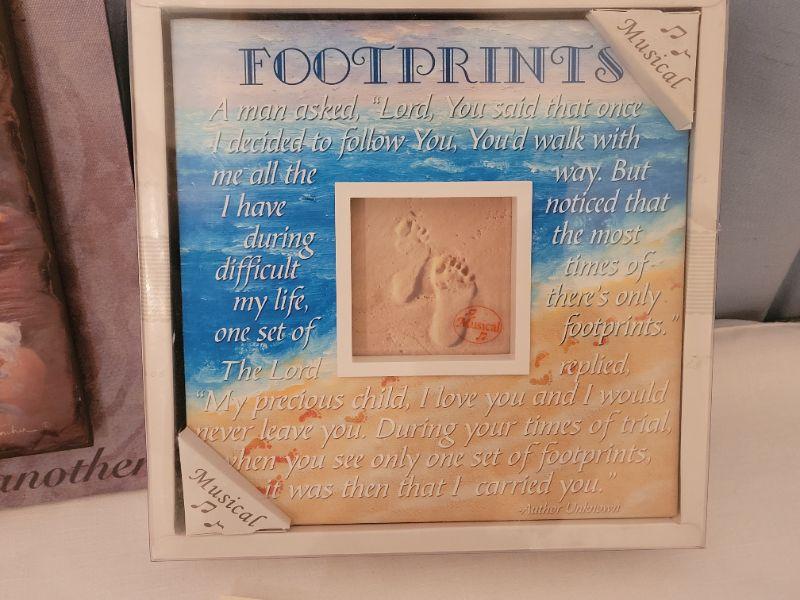 FOOTPRINTS
Musical
A man asked, "Lord, You said that once
I decided to follow You, You'd walk with
me all the way. But
I have noticed that
during the most
difficult times of
my life, there's only
one set of footprints."
The Lord replied,
"My precious child, I love you and I would
never leave you. During your times of trial,
when you see only one set of footprints,
it was then that I carried you."
-Author Unknown
Musical
Musical
another